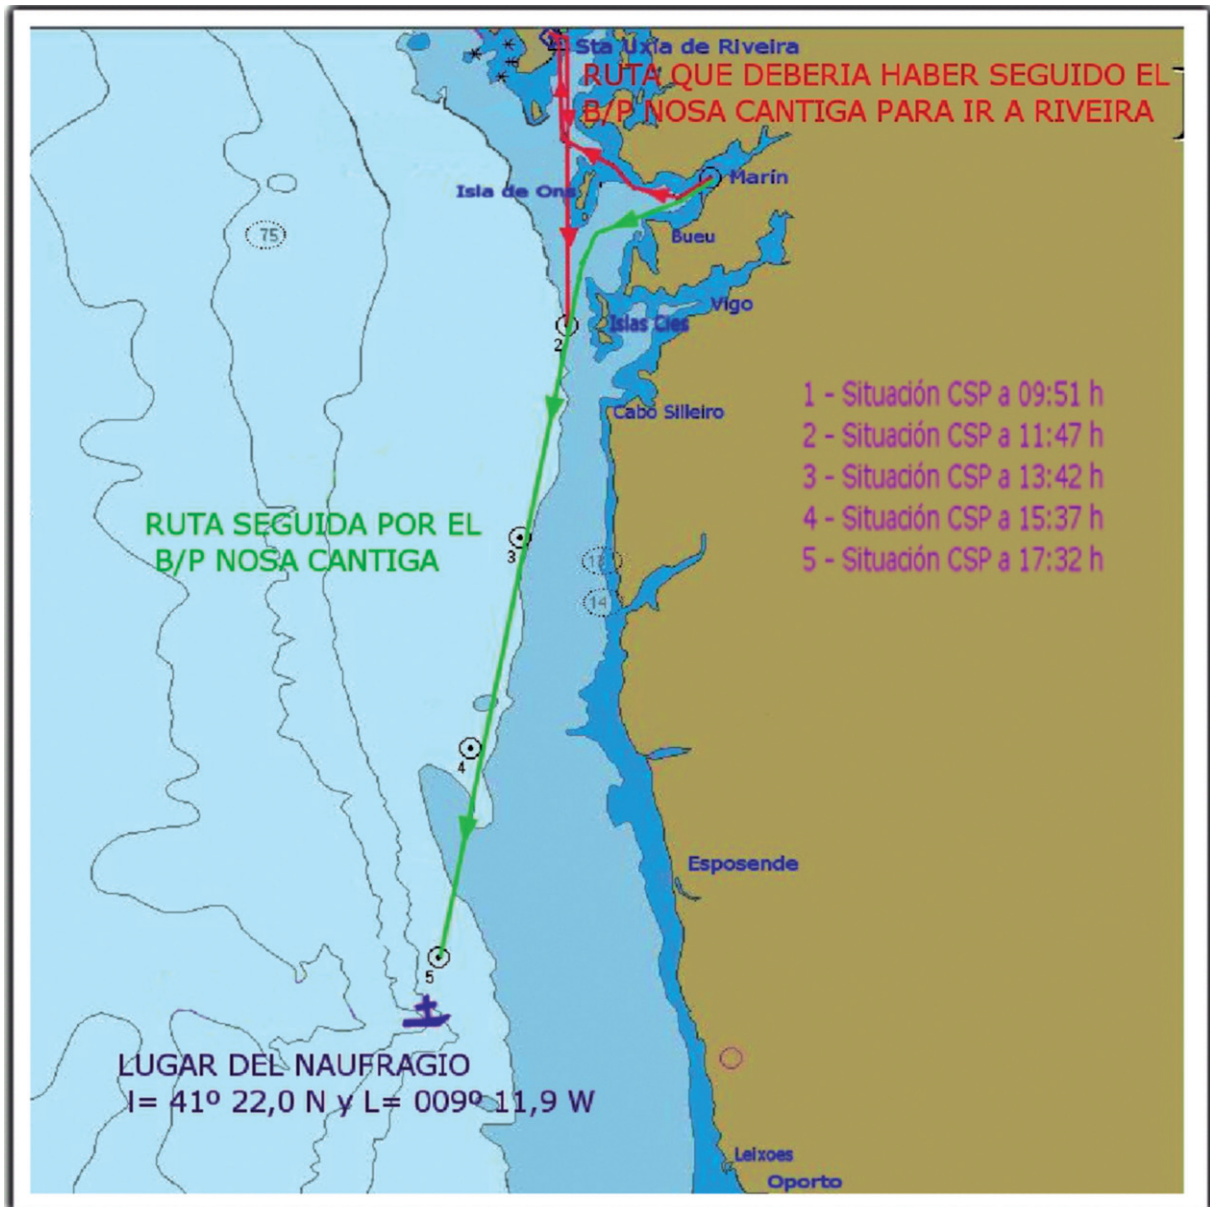 Sta Uxía de Riveira
RUTA QUE DEBERIA HABER SEGUIDO EL
B/P NOSA CANTIGA PARA IR A RIVEIRA
Isla de Ons
Marín
75
Bueu
Vigo
Islas Cies
2
Cabo Silleiro
1 - Situación CSP a 09:51 h
2 - Situación CSP a 11:47 h
3 - Situación CSP a 13:42 h
4 - Situación CSP a 15:37 h
5 - Situación CSP a 17:32 h
RUTA SEGUIDA POR EL
B/P NOSA CANTIGA
3
14
4
Esposende
5
LUGAR DEL NAUFRAGIO
l= 41º 22,0 N y L= 009º 11,9 W
Leixoes
Oporto